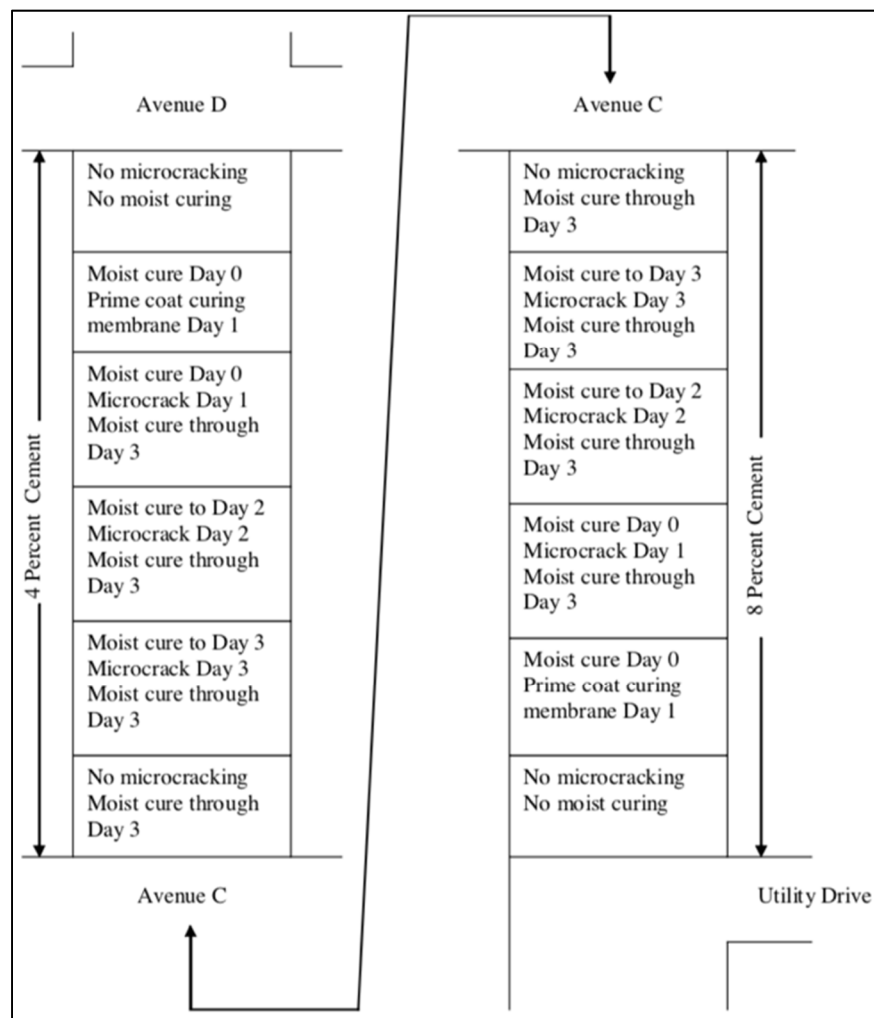 Avenue D
No microcracking
No moist curing
Moist cure Day 0
Prime coat curing
membrane Day 1
Moist cure Day 0
Microcrack Day 1
Moist cure through
Day 3
Moist cure to Day 2
Microcrack Day 2
Moist cure through
Day 3
Moist cure to Day 3
Microcrack Day 3
Moist cure through
Day 3
No microcracking
Moist cure through
Day 3
4 Percent Cement
Avenue C
Avenue C
No microcracking
Moist cure through
Day 3
Moist cure to Day 3
Microcrack Day 3
Moist cure through
Day 3
Moist cure to Day 2
Microcrack Day 2
Moist cure through
Day 3
Moist cure Day 0
Microcrack Day 1
Moist cure through
Day 3
Moist cure Day 0
Prime coat curing
membrane Day 1
No microcracking
No moist curing
8 Percent Cement
Utility Drive